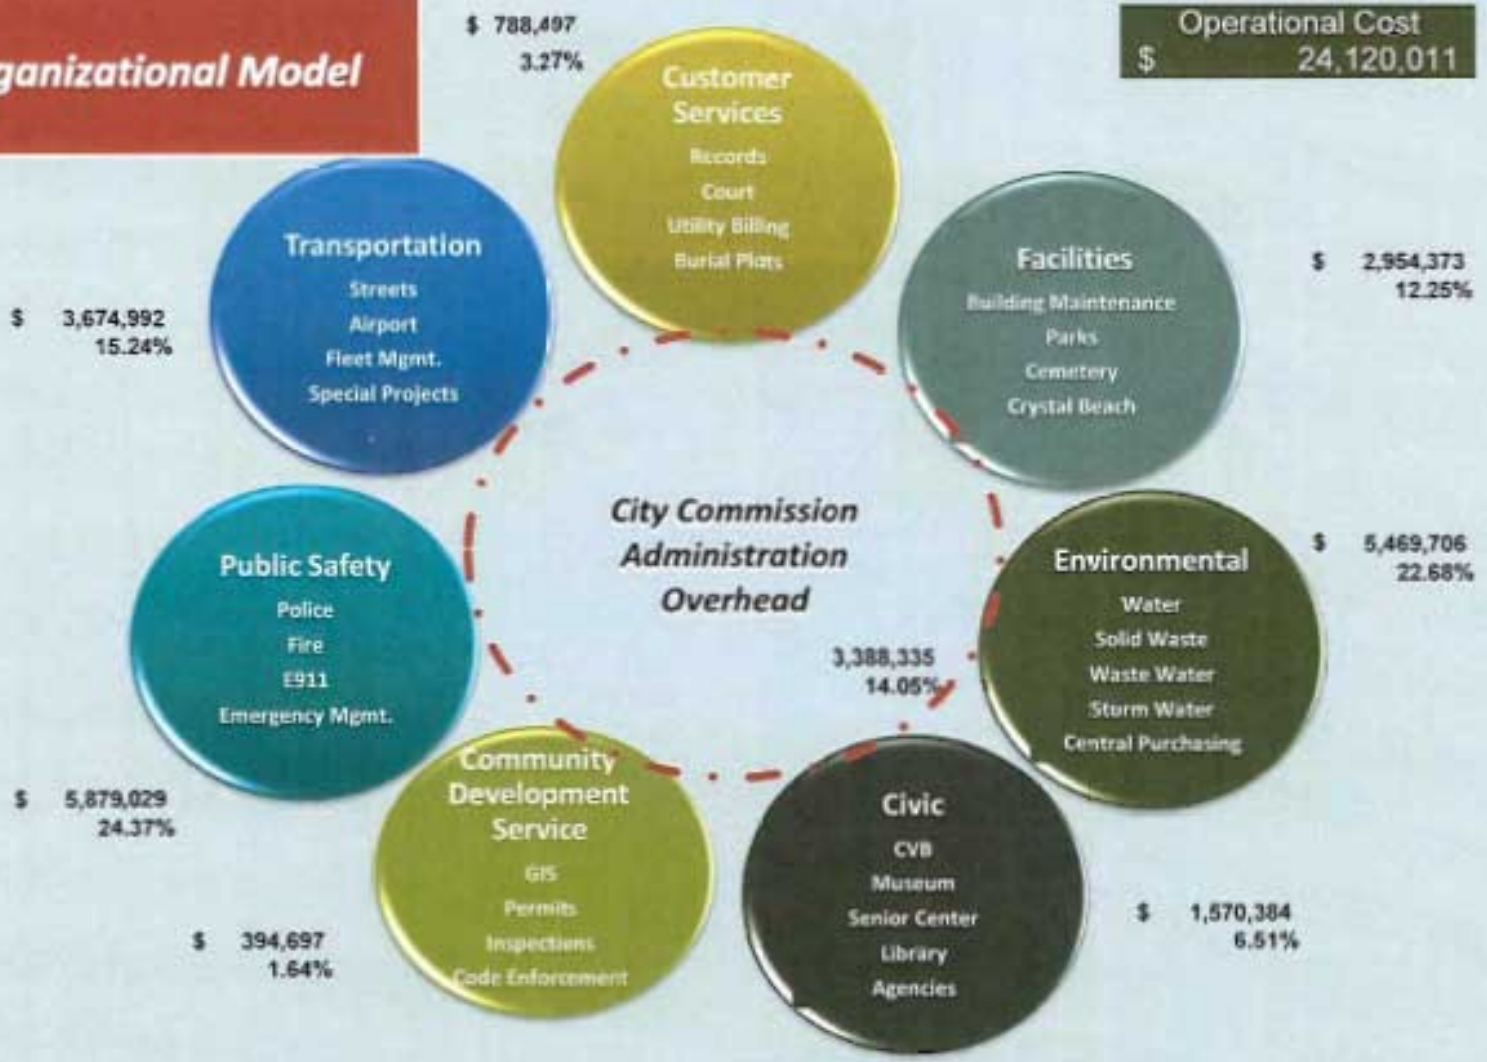 ganizational Model
$ 788,497
3.27%
Operational Cost
$ 24,120,011
Customer
Services
Records
Court
Utility Billing
Burial Plots
Transportation
Streets
Airport
Fleet Mgmt.
Special Projects
$ 3,674,992
15.24%
Facilities
Building Maintenance
Parks
Cemetery
Crystal Beach
$ 2,954,373
12.25%
City Commission
Administration
Overhead
3,388,335
14.05%
Public Safety
Police
Fire
E911
Emergency Mgmt.
$ 5,879,029
24.37%
Environmental
Water
Solid Waste
Waste Water
Storm Water
Central Purchasing
$ 5,469,706
22.68%
Community
Development
Service
GIS
Permits
Inspections
Code Enforcement
$ 394,697
1.64%
Civic
CVB
Museum
Senior Center
Library
Agencies
$ 1,570,384
6.51%